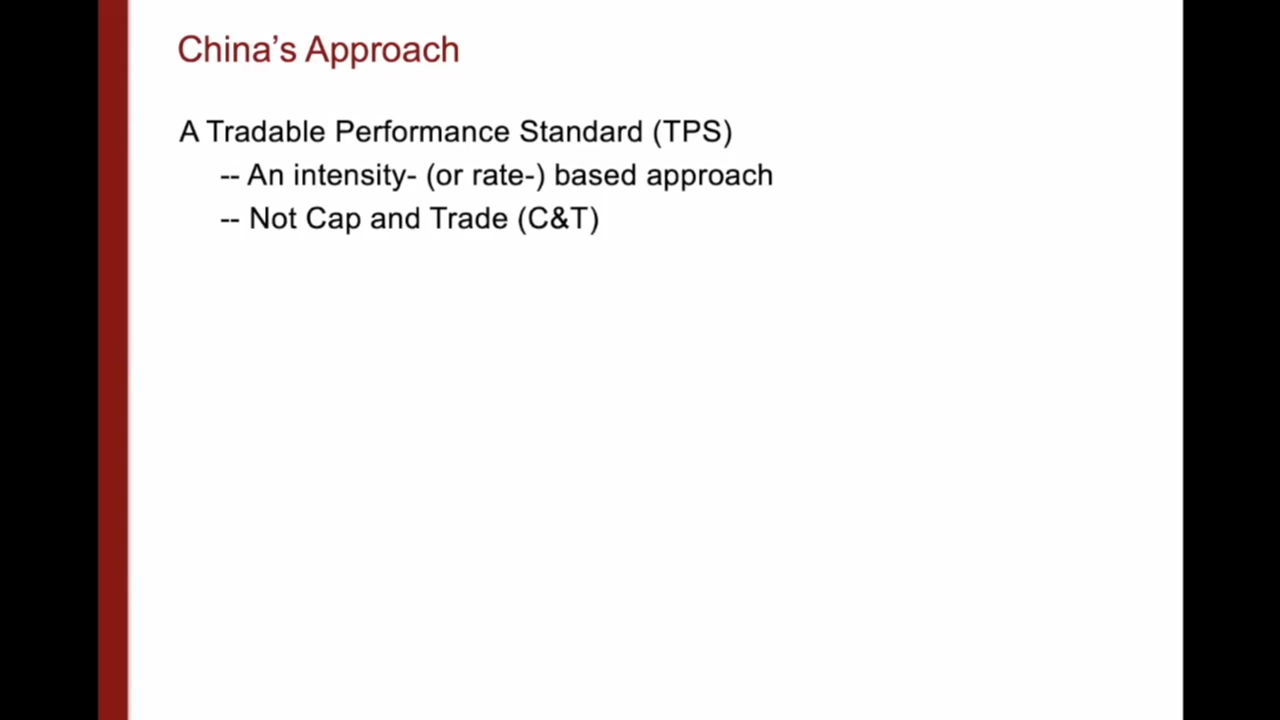 China’s Approach
A Tradable Performance Standard (TPS)
-- An intensity- (or rate-) based approach
-- Not Cap and Trade (C&T)